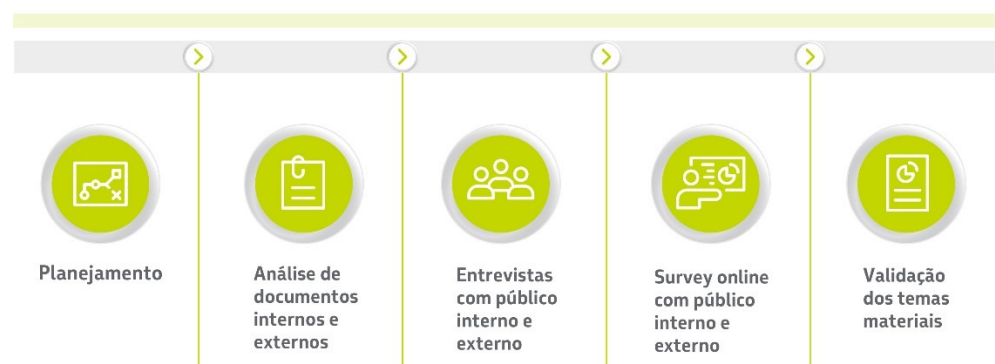 Planejamento
Análise de
documentos
internos e
externos
Entrevistas
com público
interno e
externo
Survey online
com público
interno e
externo
Validação
dos temas
materiais